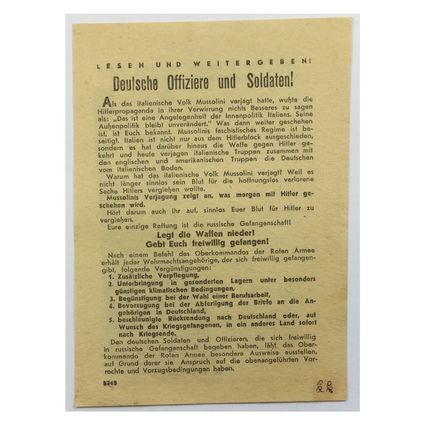 LESEN UND WEITERGEBEN!
Deutsche Offiziere und Soldaten!
Als das italienische Volk Mussolini verjagt hatte, wußte die
Hitlerpropaganda in ihrer Verwirrung nichts Besseres zu sagen
als: „Das ist eine Angelegenheit der Innenpolitik Italiens. Seine
Außenpolitik bleibt unverändert." Was dann weiter geschehen
ist, ist Euch bekannt. Mussolinis faschistisches Regime ist be-
seitigt. Italien ist nicht nur aus dem Hitlerblock ausgeschieden,
sondern es hat darüber hinaus die Waffen gegen Hitler ge-
kehrt und heute verjagen italienische Truppen zusammen mit
den englischen und amerikanischen Truppen die Deutschen
vom italienischen Boden.
Warum hat das italienische Volk Mussolini verjagt? Weil es
nicht länger sinnlos sein Blut für die hoffnungslos verlorene
Sache Hitlers vergießen wollte.
Mussolinis Verjagung zeigt an, was morgen mit Hitler ge-
schehen wird.
Hört darum auch Ihr auf, sinnlos Euer Blut für Hitler zu
vergießen.
Eure einzige Rettung ist die russische Gefangenschaft!
Legt die Waffen nieder!
Gebt Euch freiwillig gefangen!
Nach einem Befehl des Oberkommandos der Roten Armee
erhält jeder Wehrmachtsangehörige, der sich freiwillig gefangen-
gibt, folgende Vergünstigungen:
1. Zusätzliche Verpflegung,
2. Unterbringung in gesonderten Lagern unter besonders
günstigen klimatischen Bedingungen,
3. Begünstigung bei der Wahl einer Berufsarbeit,
4. Bevorzugung bei der Abfertigung der Briefe an die An-
gehörigen in Deutschland,
5. beschleunigte Rücksendung nach Deutschland oder, auf
Wunsch des Kriegsgefangenen, in ein anderes Land sofort
nach Kriegsende.
Den deutschen Soldaten und Offizieren, die sich freiwillig
in russische Gefangenschaft begeben haben, läßt das Ober-
kommando der Roten Armee besondere Ausweise ausstellen,
auf Grund derer sie Anspruch auf die obenangeführten Vor-
rechte und Vorzugsbedingungen haben.